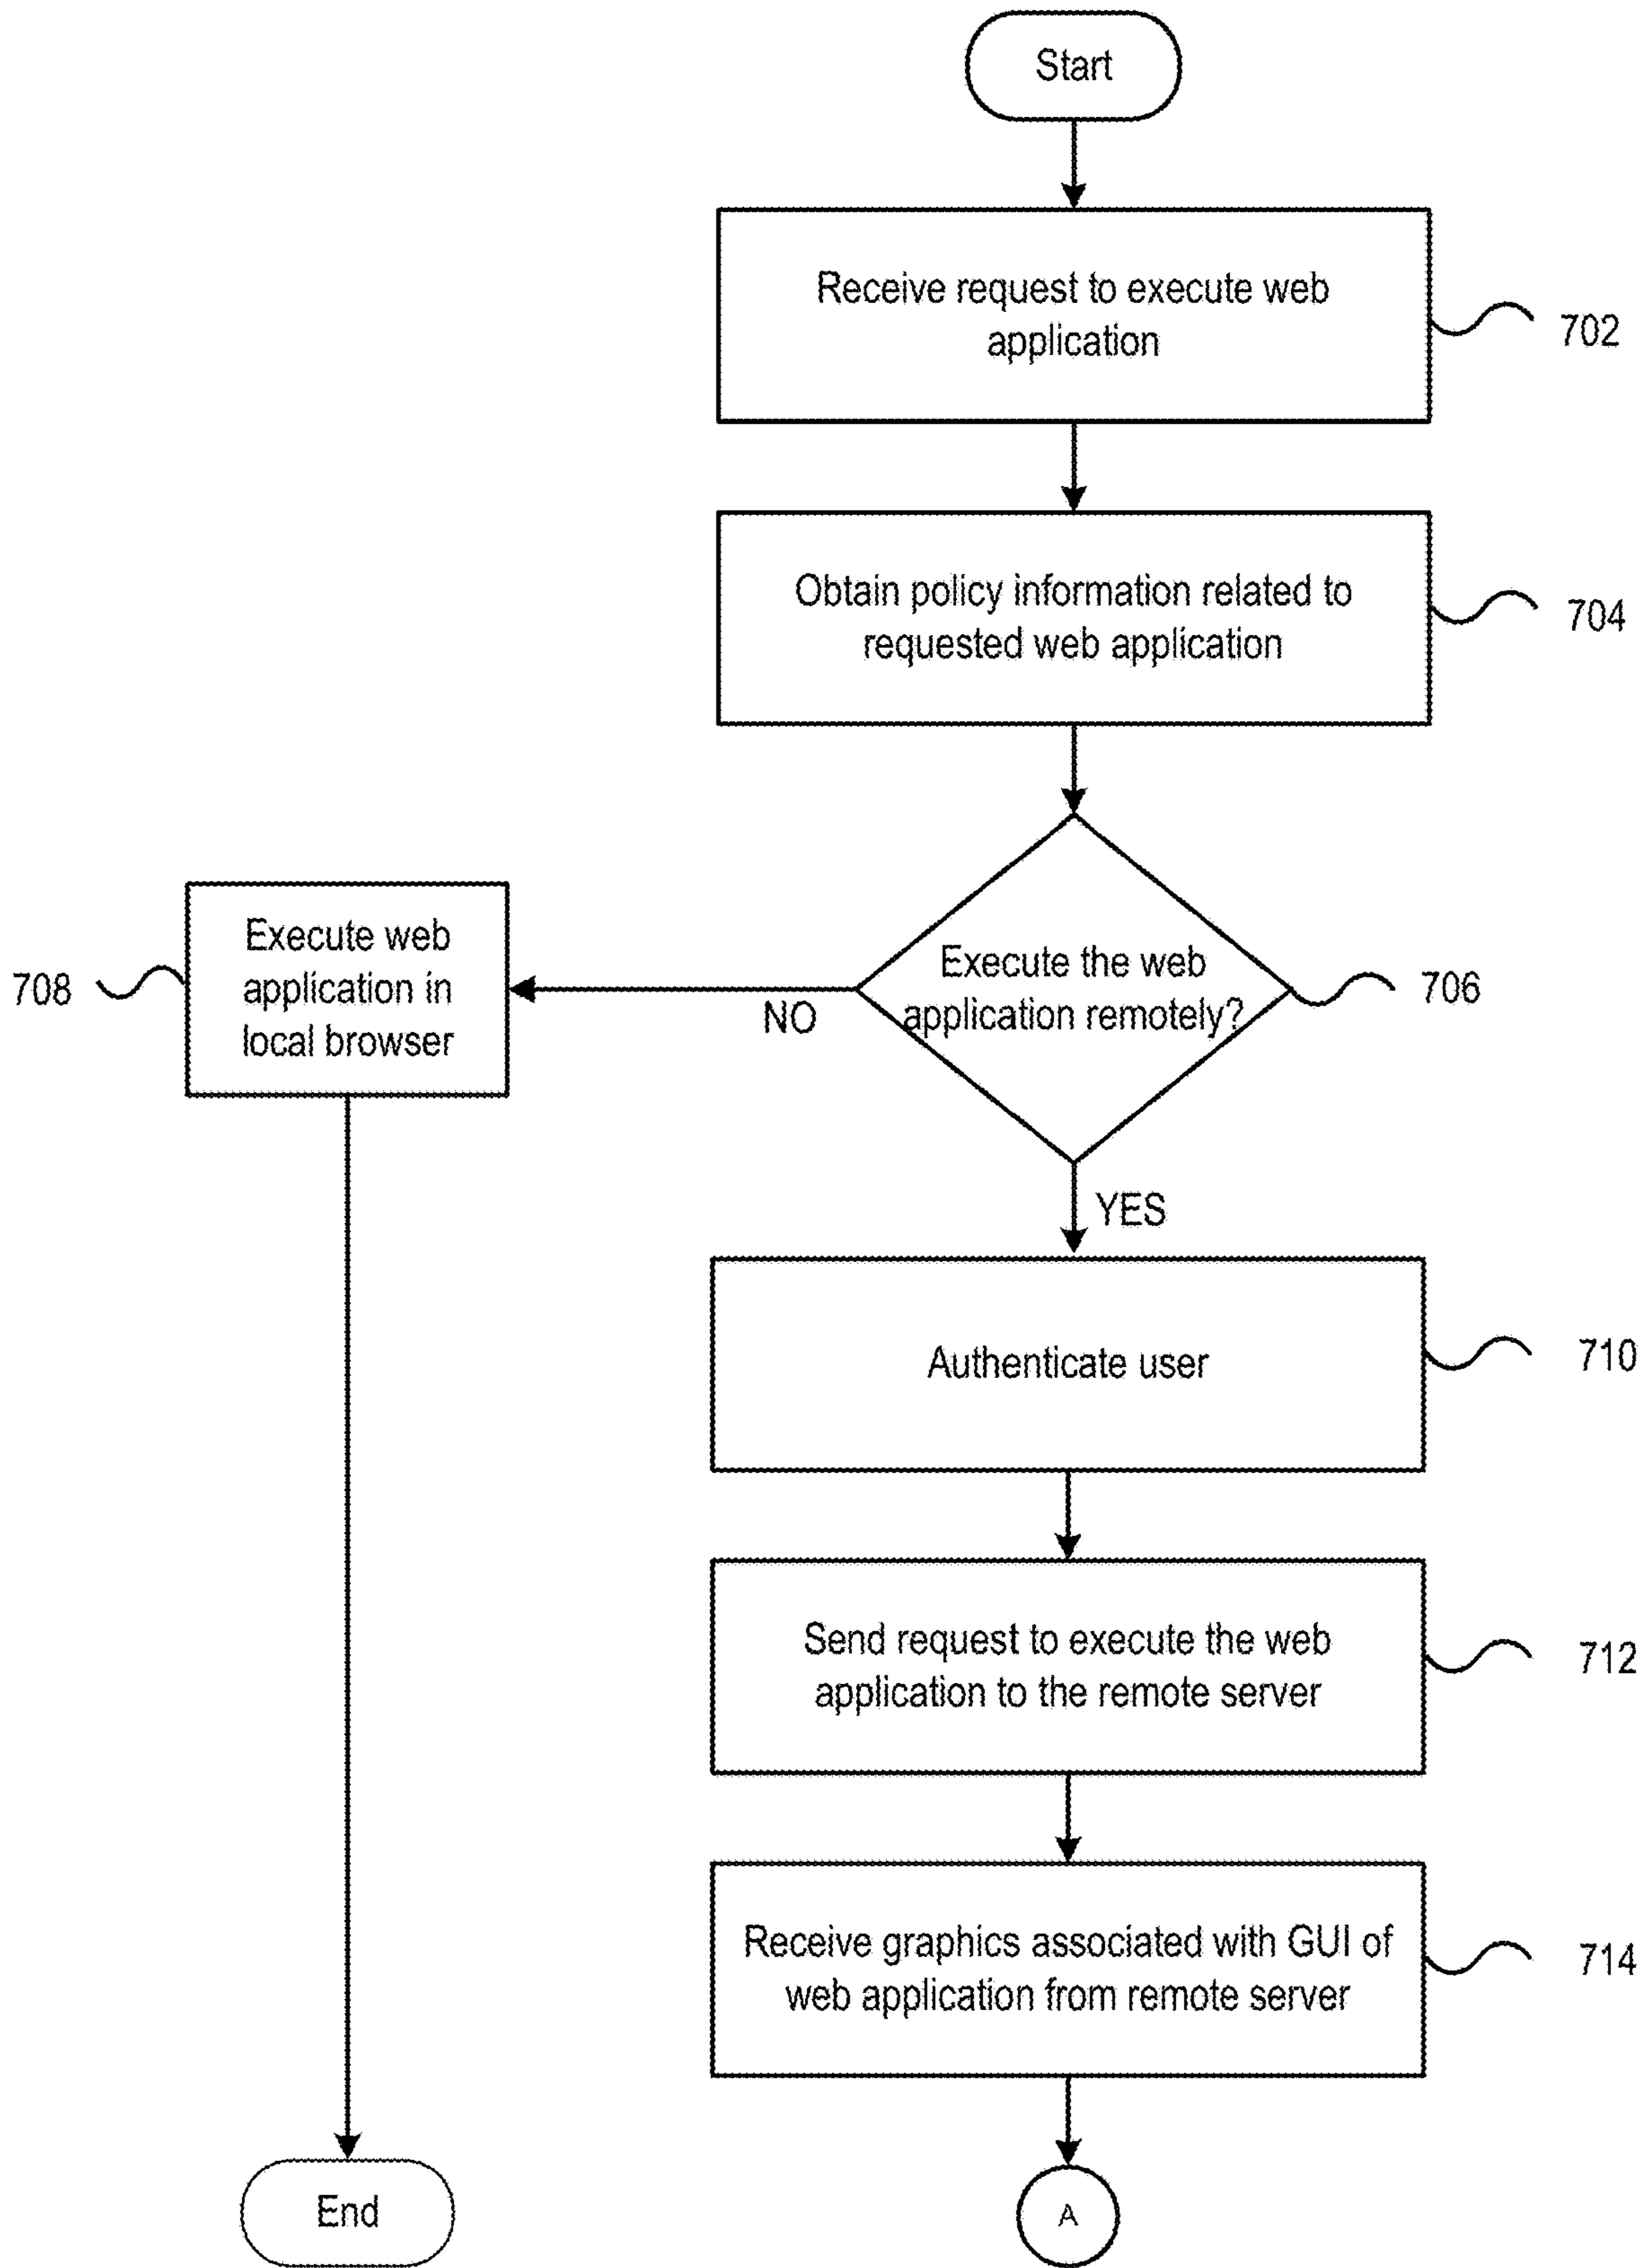 Start
Receive request to execute web
application
702
Obtain policy information related to
requested web application
704
Execute the web
application remotely?
706
NO
Execute web
application in
local browser
708
YES
Authenticate user
710
Send request to execute the web
application to the remote server
712
Receive graphics associated with GUI of
web application from remote server
714
End
A